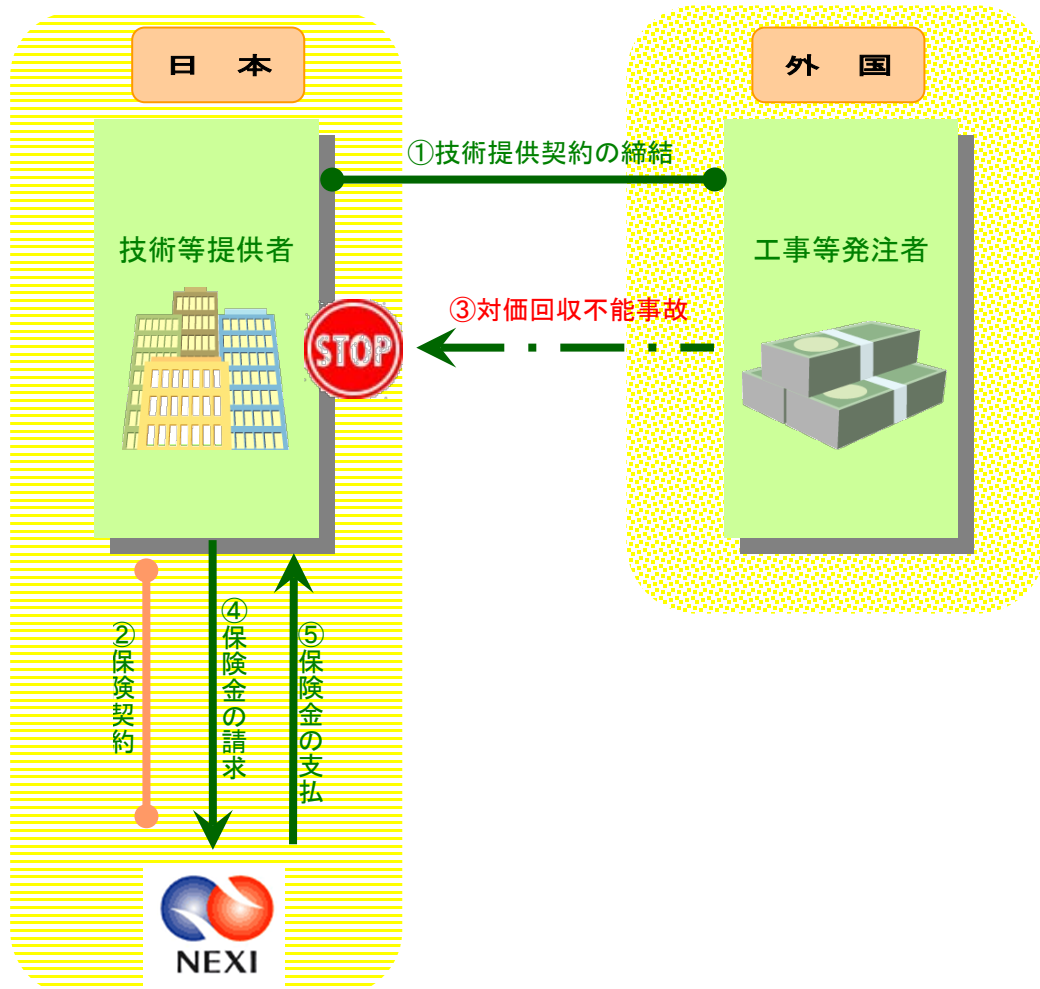 日 本
外 国
①技術提供契約の締結
技術等提供者
工事等発注者
③対価回収不能事故
STOP
②保険契約
④保険金の請求
⑤保険金の支払
NEXI